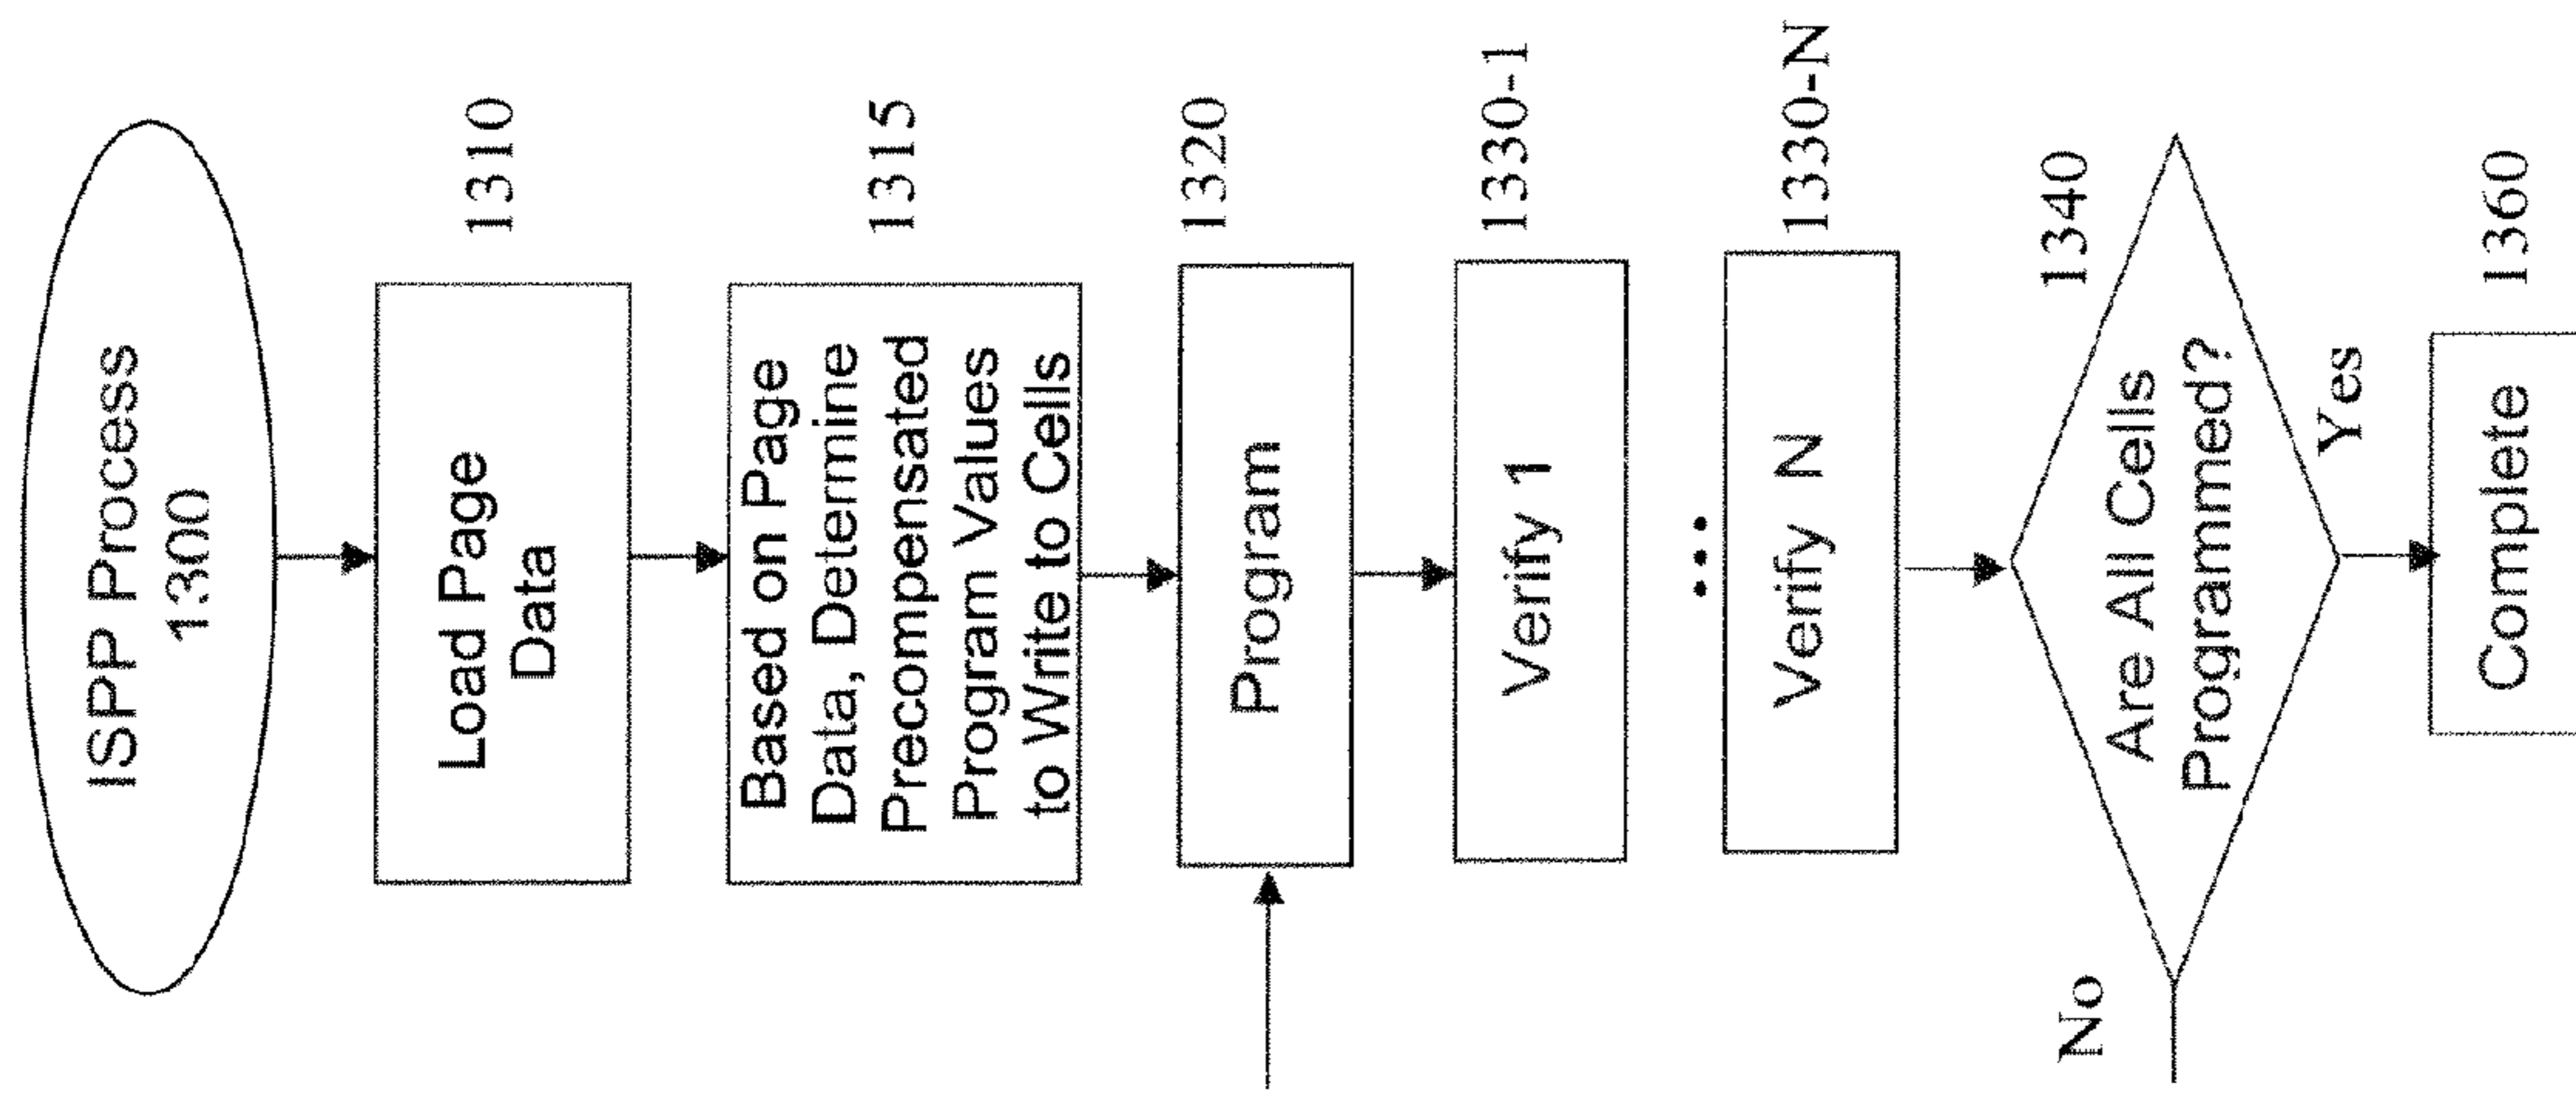 ISPP Process
1300
Load Page
Data
1310
Based on Page
Data, Determine
Precompensated
Program Values
to Write to Cells
1315
Program
1320
Verify 1
1330-1
...
Verify N
1330-N
Are All Cells
Programmed?
1340
No
Yes
Complete
1360